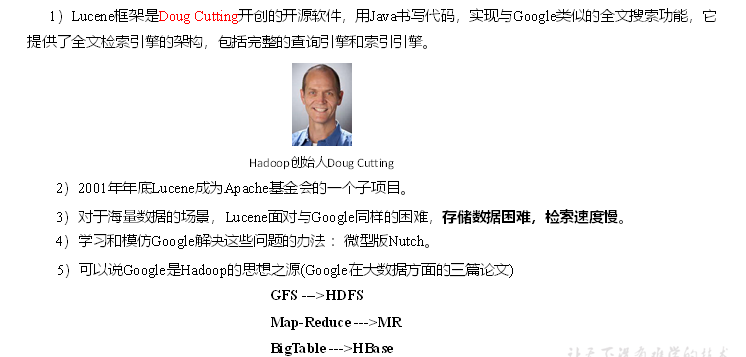 1）Lucene框架是Doug Cutting开创的开源软件，用Java书写代码，实现与Google类似的全文搜索功能，它
提供了全文检索引擎的架构，包括完整的查询引擎和索引引擎。
Hadoop创始人Doug Cutting
2）2001年年底Lucene成为Apache基金会的一个子项目。
3）对于海量数据的场景，Lucene面对与Google同样的困难，存储数据困难，检索速度慢。
4）学习和模仿Google解决这些问题的办法 ：微型版Nutch。
5）可以说Google是Hadoop的思想之源(Google在大数据方面的三篇论文)
GFS --->HDFS
Map-Reduce --->MR
BigTable --->HBase